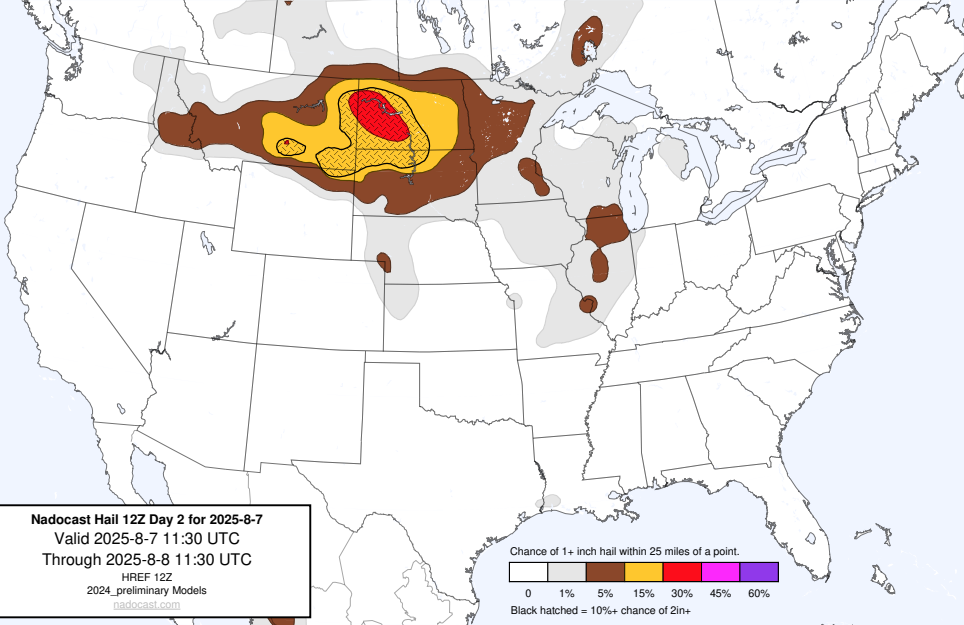 Nadocast Hail 12Z Day 2 for 2025-8-7
Valid 2025-8-7 11:30 UTC
Through 2025-8-8 11:30 UTC
HREF 12Z
2024_preliminary Models
nadocast.com
Chance of 1+ inch hail within 25 miles of a point.
0 1% 5% 15% 30% 45% 60%
Black hatched = 10%+ chance of 2in+